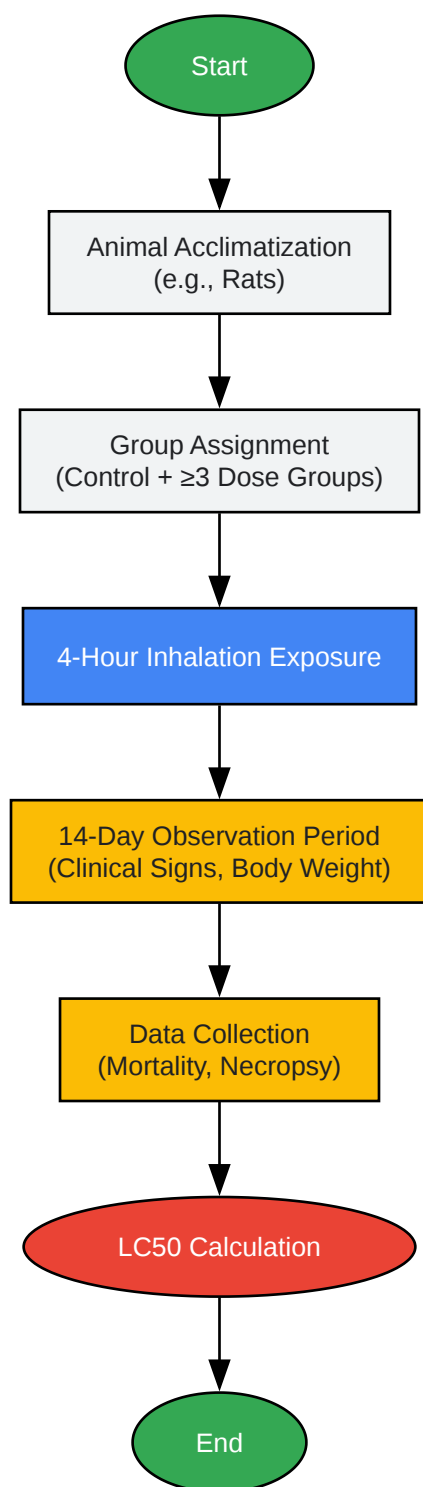 Start
Animal Acclimatization
(e.g., Rats)
Group Assignment
(Control + ≥3 Dose Groups)
4-Hour Inhalation Exposure
14-Day Observation Period
(Clinical Signs, Body Weight)
Data Collection
(Mortality, Necropsy)
LC50 Calculation
End